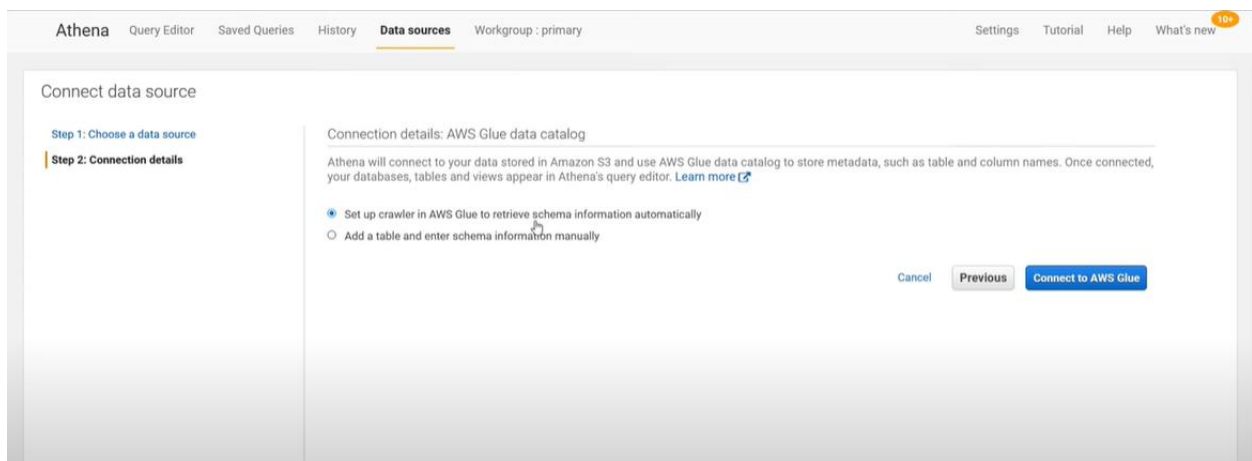 10+
Athena Query Editor Saved Queries History Data sources Workgroup : primary Settings Tutorial Help What's new
Connect data source
Step 1: Choose a data source
Step 2: Connection details
Connection details: AWS Glue data catalog
Athena will connect to your data stored in Amazon S3 and use AWS Glue data catalog to store metadata, such as table and column names. Once connected,
your databases, tables and views appear in Athena's query editor. Learn more
Set up crawler in AWS Glue to retrieve schema information automatically
Add a table and enter schema information manually
Cancel Previous Connect to AWS Glue